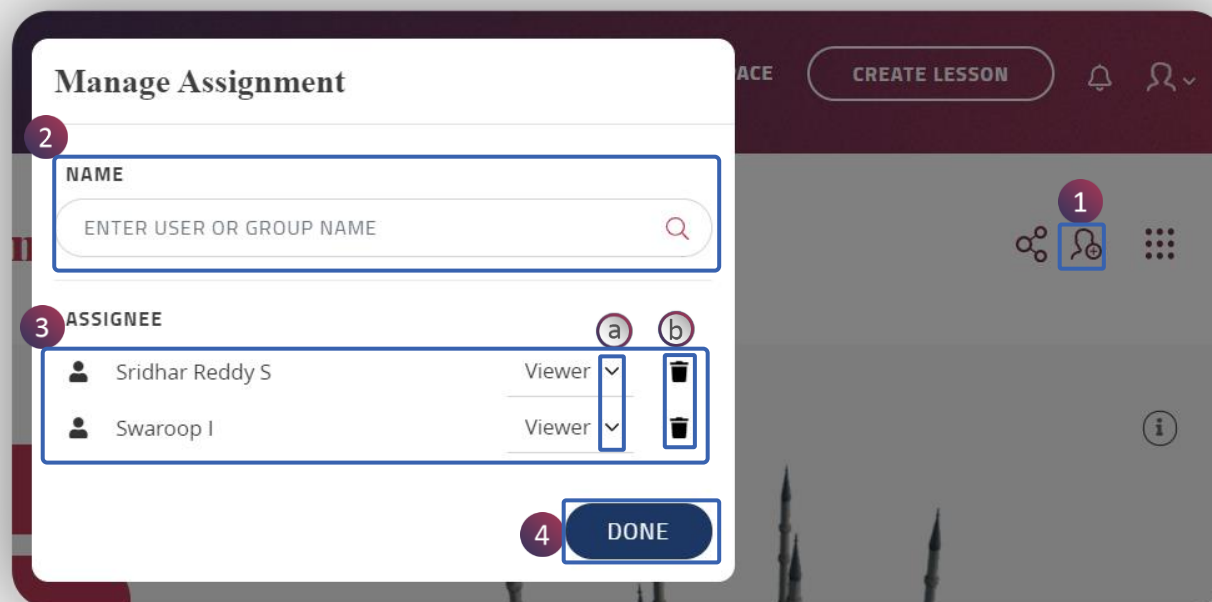 Manage Assignment
ACE
CREATE LESSON
2
NAME
1
ENTER USER OR GROUP NAME
3
ASSIGNEE
a
b
Sridhar Reddy S
Viewer
Swaroop I
Viewer
i
4
DONE